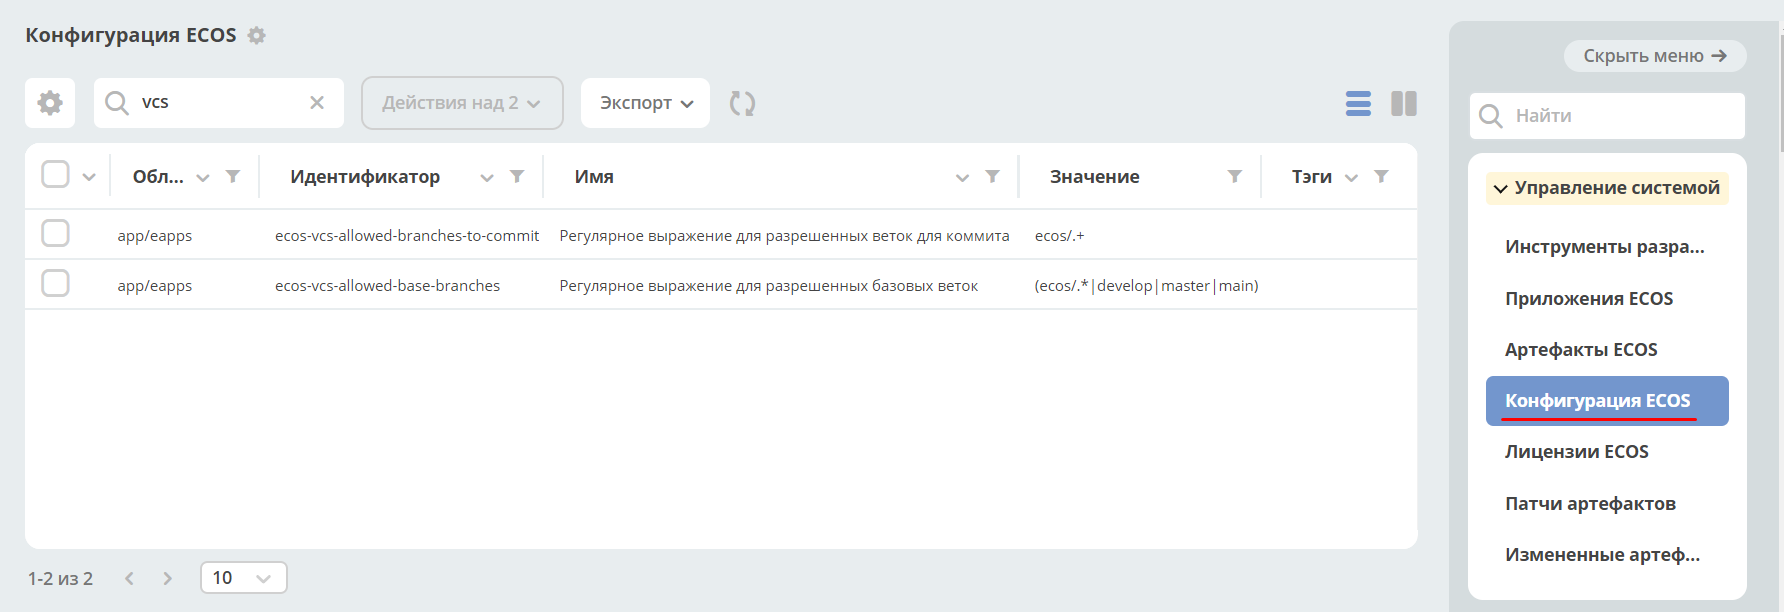 Конфигурация ECOS
vcs
Действия над 2
Экспорт
Обл... Идентификатор Имя Значение Тэги
app/eapps ecos-vcs-allowed-branches-to-commit Регулярное выражение для разрешенных веток для коммита ecos/.+
app/eapps ecos-vcs-allowed-base-branches Регулярное выражение для разрешенных базовых веток (ecos/.*|develop|master|main)
1-2 из 2
10
Скрыть меню →
Найти
Управление системой
Инструменты разра...
Приложения ECOS
Артефакты ECOS
Конфигурация ECOS
Лицензии ECOS
Патчи артефактов
Измененные артеф...